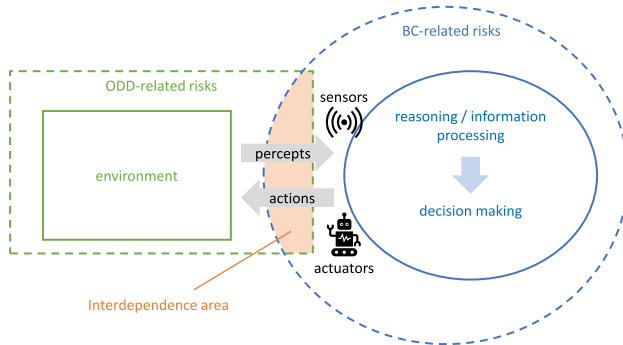 BC-related risks
ODD-related risks
sensors
reasoning / information
processing
percepts
environment
actions
decision making
actuators
Interdependence area